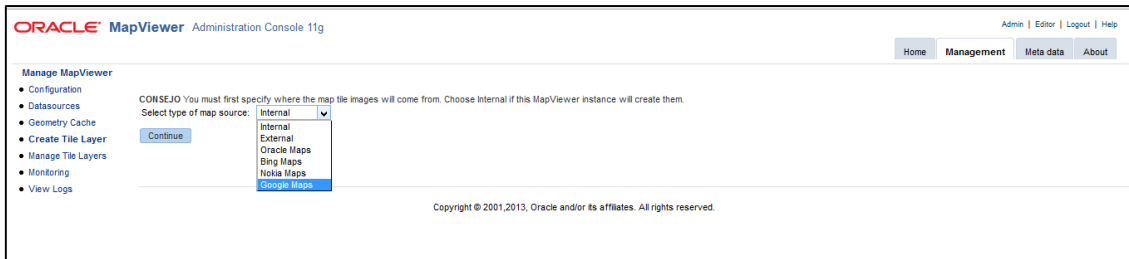 ORACLE MapViewer Administration Console 11g
Admin | Editor | Logout | Help
Home Management Meta data About
Manage MapViewer
Configuration
Datasources
Geometry Cache
Create Tile Layer
Manage Tile Layers
Monitoring
View Logs
CONSEJO You must first specify where the map tile images will come from. Choose Internal if this MapViewer instance will create them.
Select type of map source: Internal
Internal
External
Oracle Maps
Bing Maps
Nokia Maps
Google Maps
Continue
Copyright © 2001,2013, Oracle and/or its affiliates. All rights reserved.